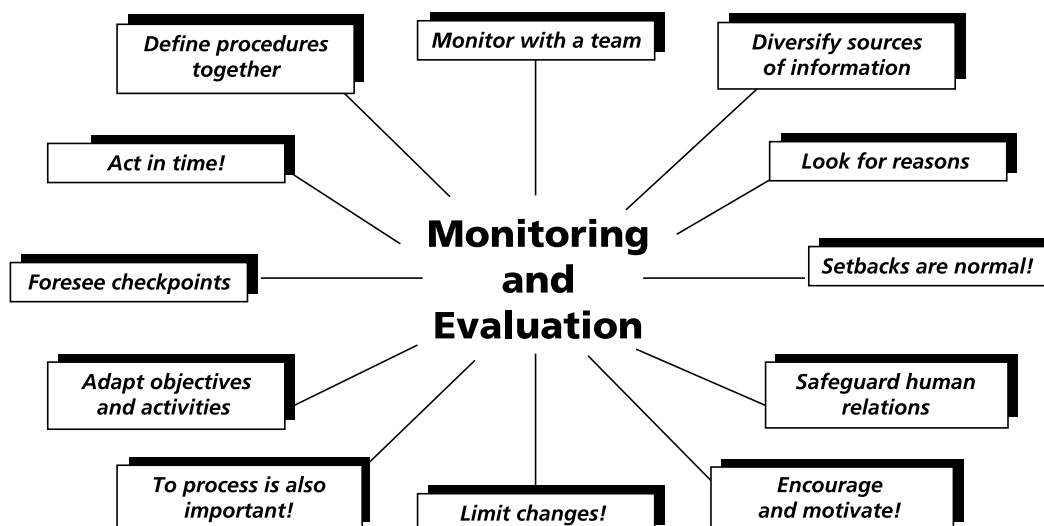 Define procedures
together
Monitor with a team
Diversify sources
of information
Act in time!
Look for reasons
Monitoring
and
Evaluation
Foresee checkpoints
Setbacks are normal!
Adapt objectives
and activities
Safeguard human
relations
To process is also
important!
Limit changes!
Encourage
and motivate!